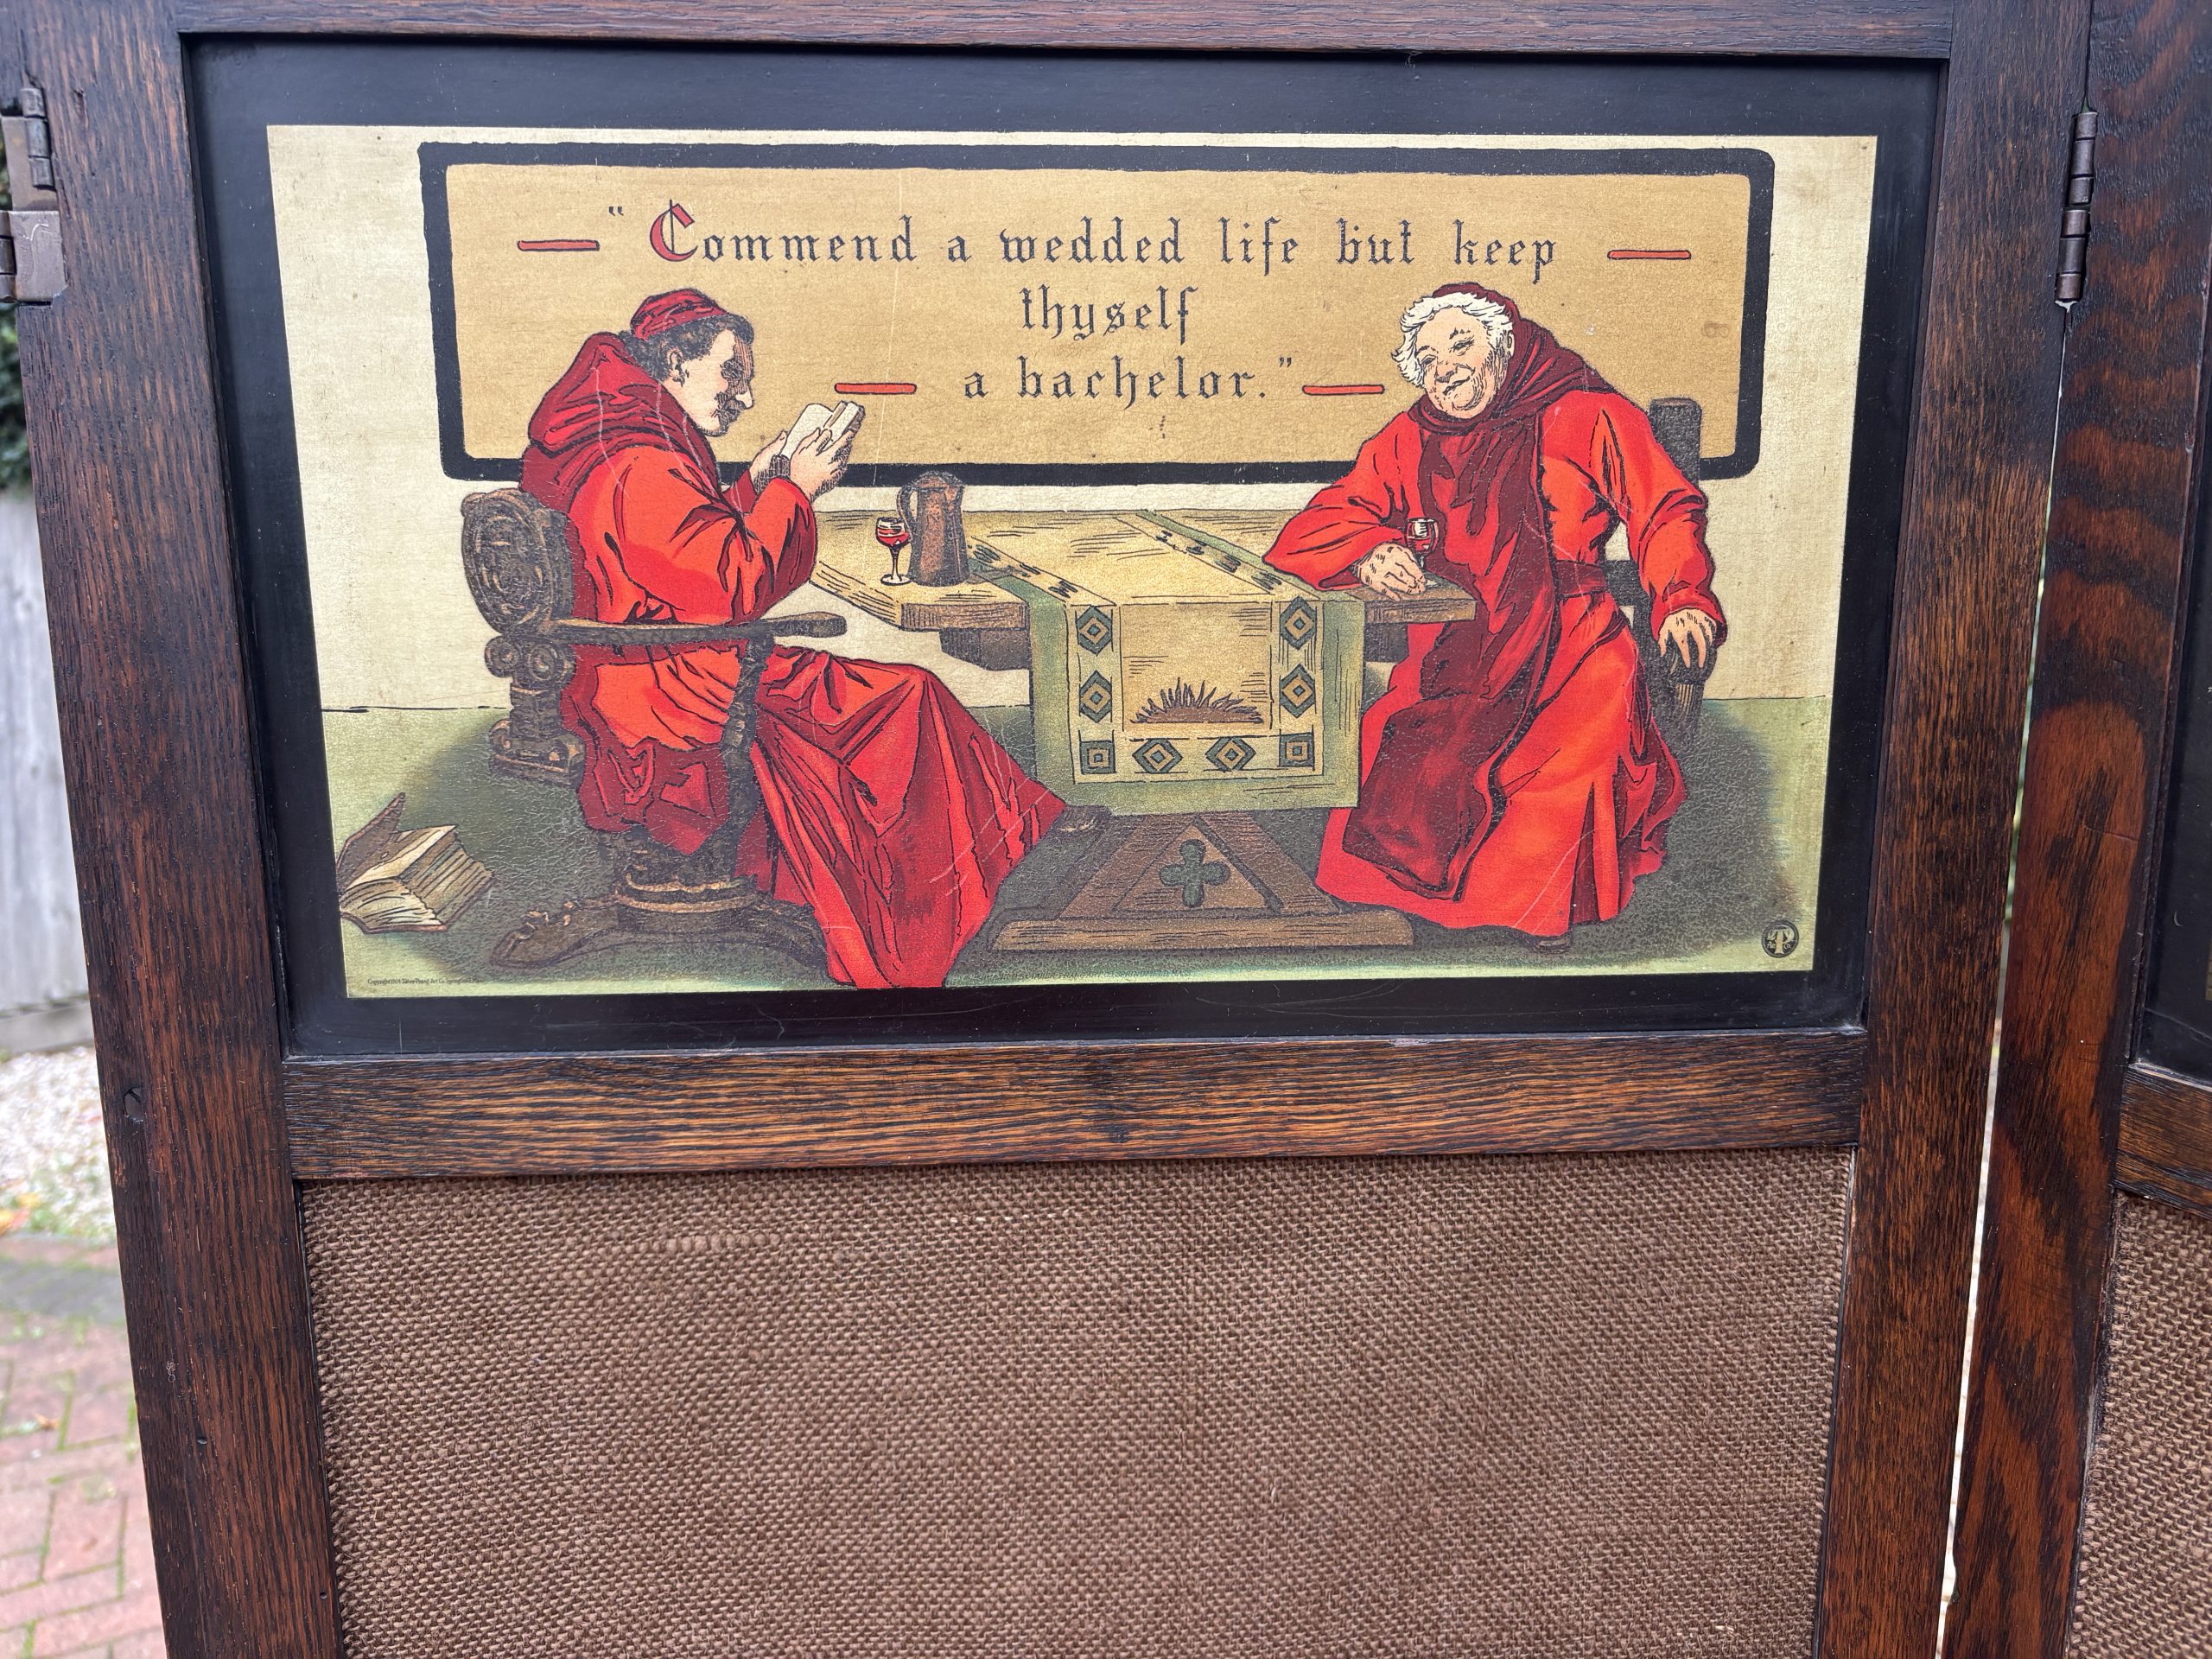 "Commend a wedded life but keep
thyself
a bachelor."